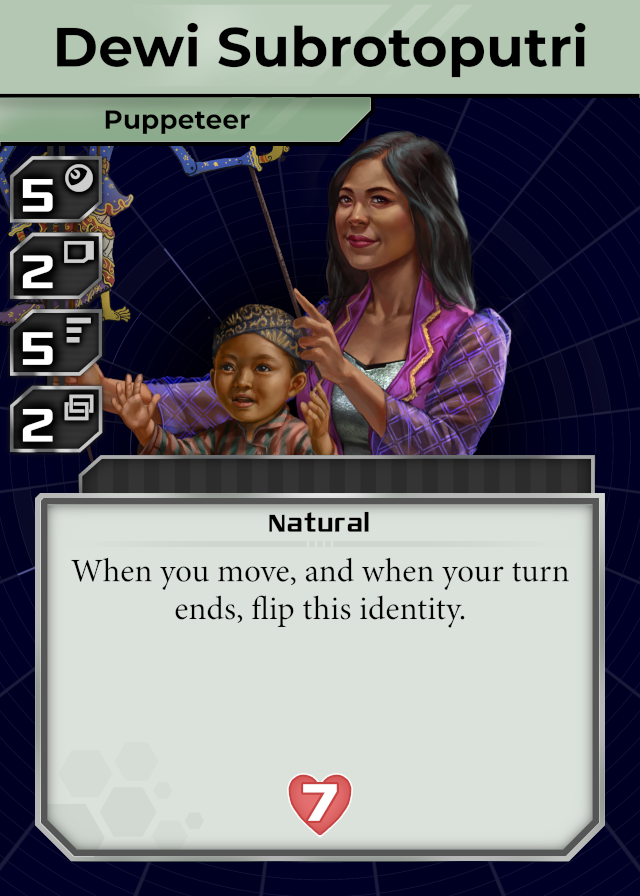 Dewi Subrotoputri
Puppeteer
5
2
5
2
Natural
When you move, and when your turn
ends, flip this identity.
7